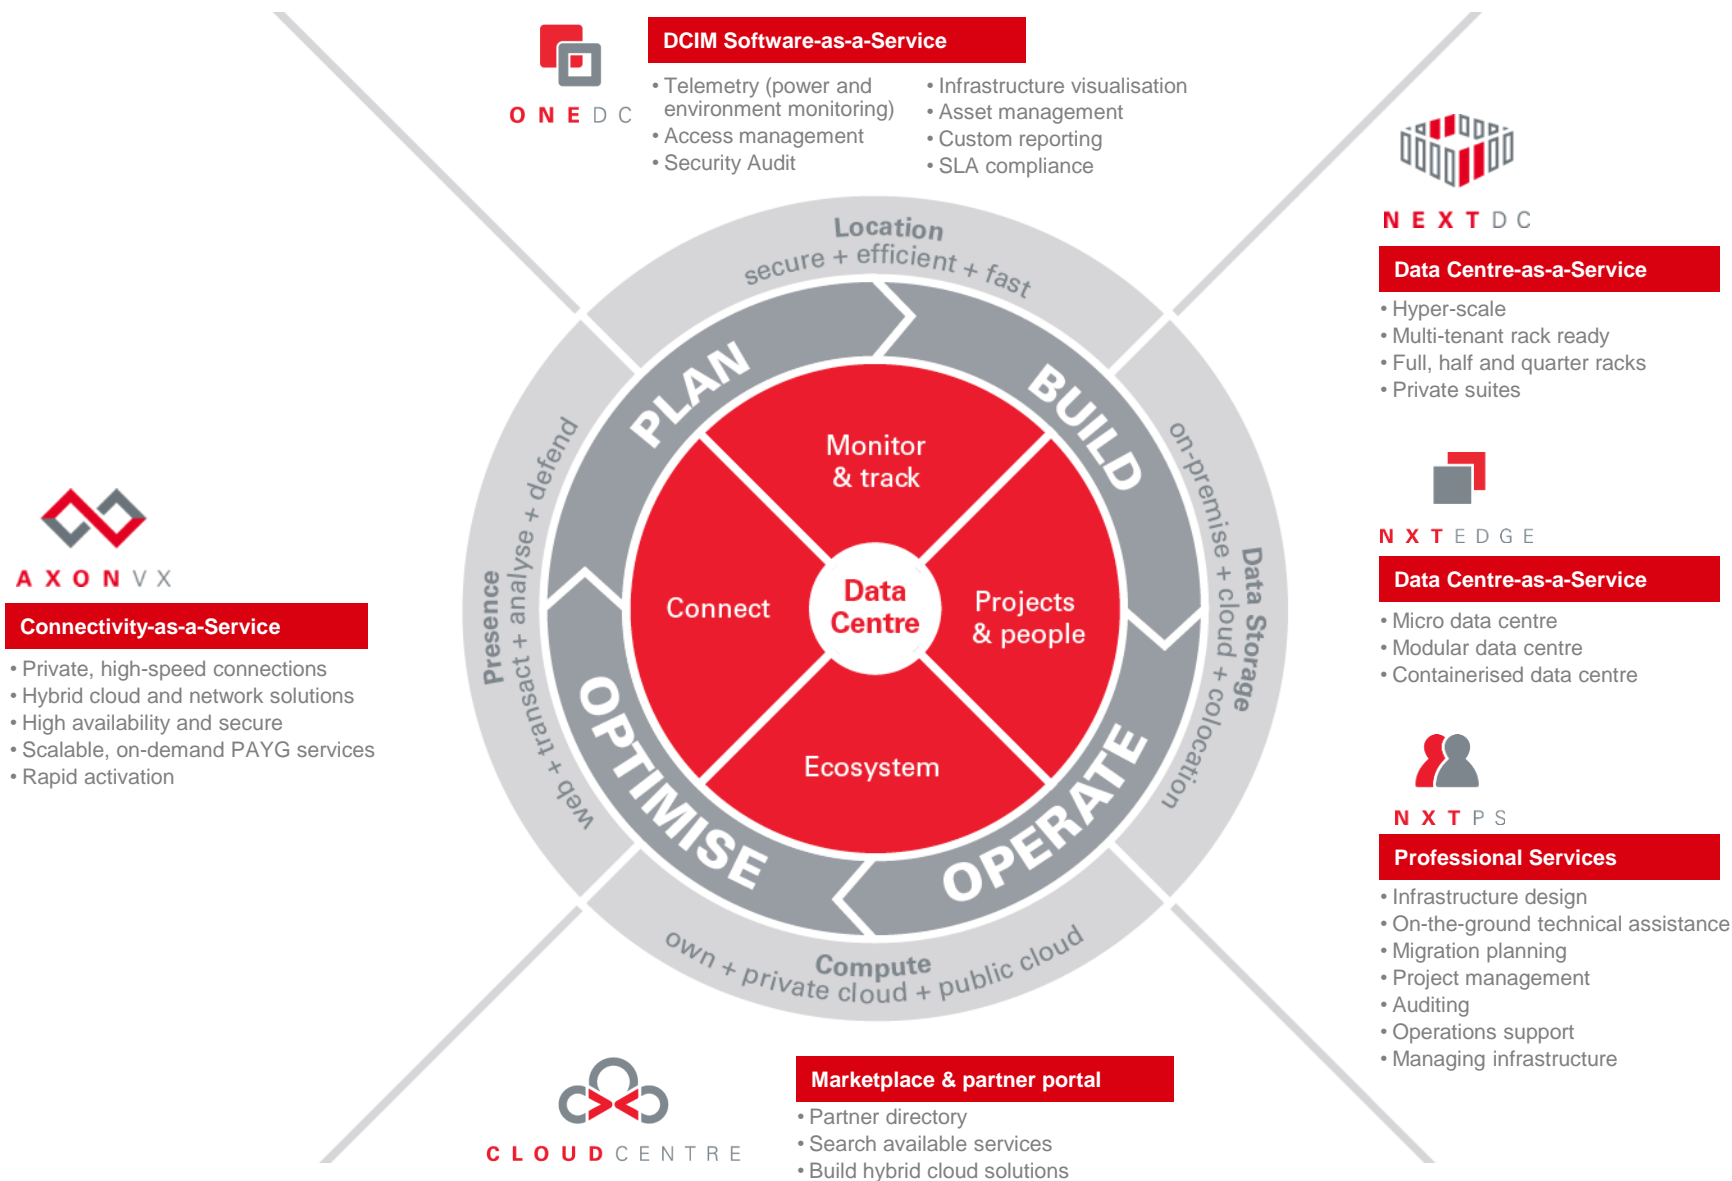 ONEDC
DCIM Software-as-a-Service
• Telemetry (power and
environment monitoring)
• Access management
• Security Audit
• Infrastructure visualisation
• Asset management
• Custom reporting
• SLA compliance
NEXTDC
Data Centre-as-a-Service
• Hyper-scale
• Multi-tenant rack ready
• Full, half and quarter racks
• Private suites
NXTEDGE
Data Centre-as-a-Service
• Micro data centre
• Modular data centre
• Containerised data centre
NXTPS
Professional Services
• Infrastructure design
• On-the-ground technical assistance
• Migration planning
• Project management
• Auditing
• Operations support
• Managing infrastructure
AXONVX
Connectivity-as-a-Service
• Private, high-speed connections
• Hybrid cloud and network solutions
• High availability and secure
• Scalable, on-demand PAYG services
• Rapid activation
Location
secure + efficient + fast
Data Storage
on-premise + cloud + colocation
Compute
own + private cloud + public cloud
Presence
web + transact + analyse + defend
PLAN
BUILD
OPERATE
OPTIMISE
Monitor
& track
Projects
& people
Ecosystem
Connect
Data
Centre
CLOUDCENTRE
Marketplace & partner portal
• Partner directory
• Search available services
• Build hybrid cloud solutions